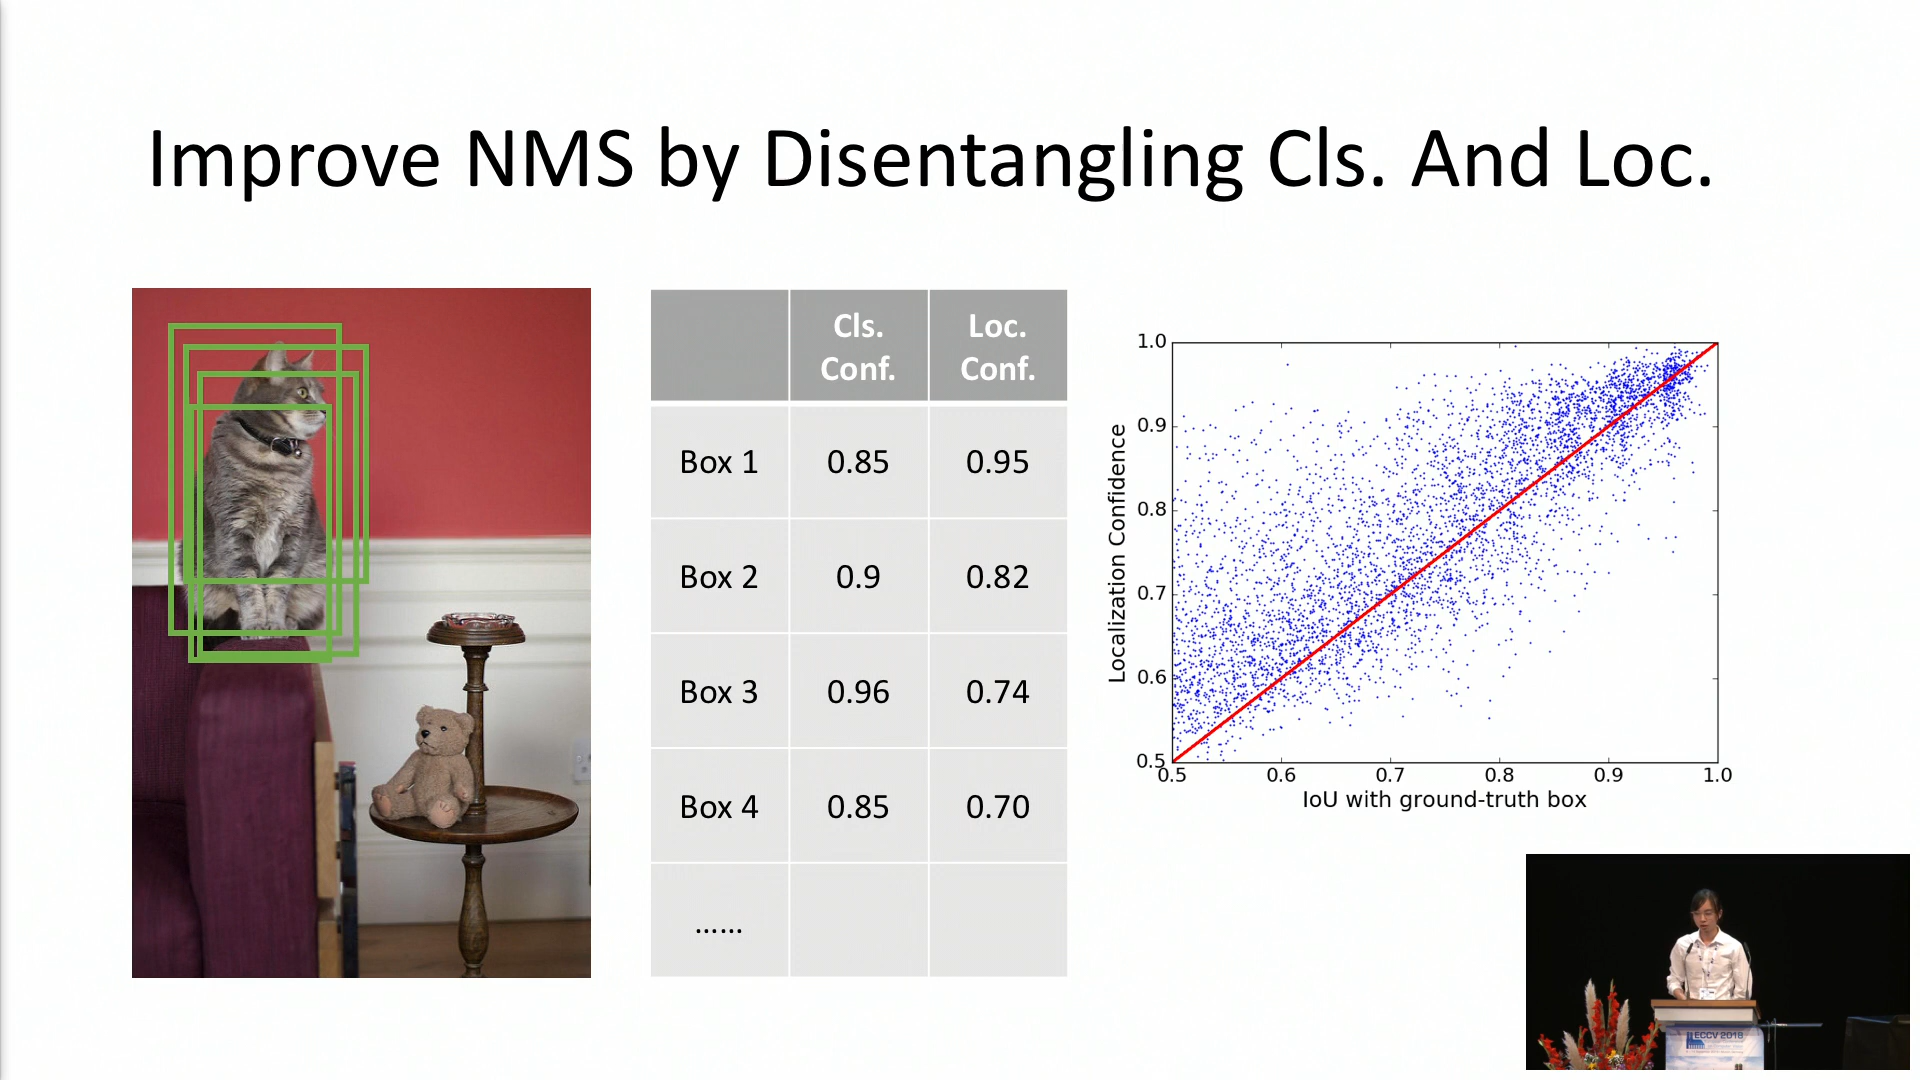 Improve NMS by Disentangling Cls. And Loc.
Cls. Conf. Loc. Conf.
Box 1 0.85 0.95
Box 2 0.9 0.82
Box 3 0.96 0.74
Box 4 0.85 0.70
......
1.0
0.9
0.8
0.7
0.6
0.5
Localization Confidence
0.5 0.6 0.7 0.8 0.9 1.0
IoU with ground-truth box
ECCV 2018